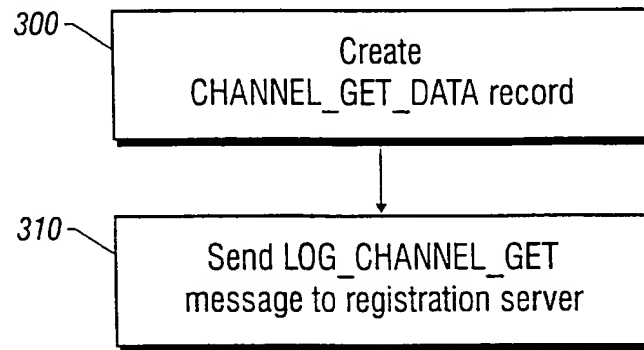 300
Create
CHANNEL_GET_DATA record
310
Send LOG_CHANNEL_GET
message to registration server